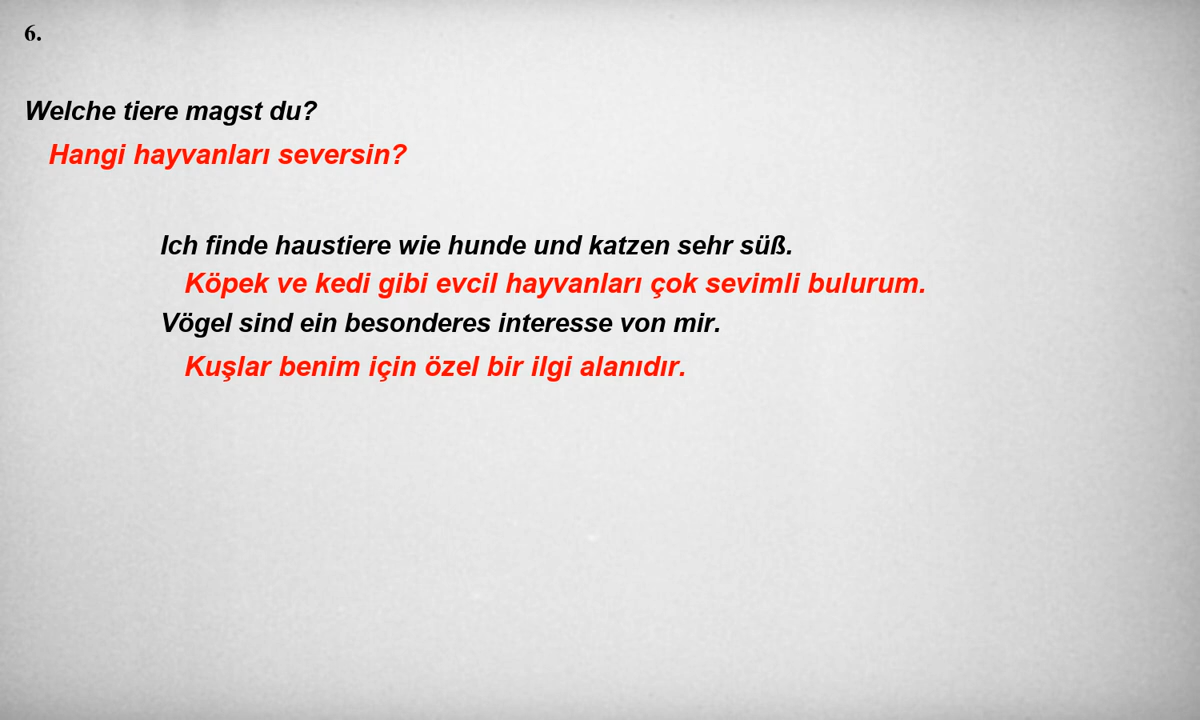 6.
Welche tiere magst du?
Hangi hayvanları seversin?
Ich finde haustiere wie hunde und katzen sehr süß.
Köpek ve kedi gibi evcil hayvanları çok sevimli bulurum.
Vögel sind ein besonderes interesse von mir.
Kuşlar benim için özel bir ilgi alanıdır.